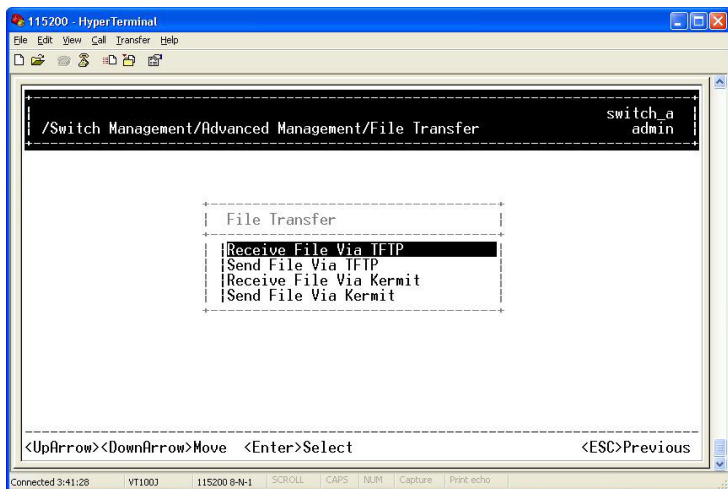 115200 - HyperTerminal
File Edit View Call Transfer Help
switch_a
/Switch Management/Advanced Management/File Transfer admin
File Transfer
Receive File Via TFTP
Send File Via TFTP
Receive File Via Kermit
Send File Via Kermit
<UpArrow><DownArrow>Move <Enter>Select <ESC>Previous
Connected 3:41:28 VT100J 115200 8-N-1 SCROLL CAPS NUM Capture Print echo